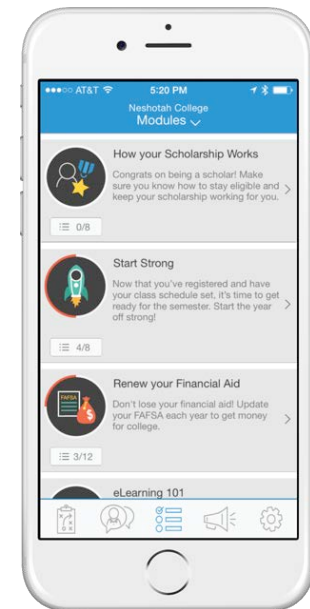 AT&T 5:20 PM
Neshotah College
Modules
How your Scholarship Works
Congrats on being a scholar! Make
sure you know how to stay eligible and
keep your scholarship working for you.
0/8
Start Strong
Now that you've registered and have
your class schedule set, it's time to get
ready for the semester. Start the year
off strong!
4/8
FAFSA
$
Renew your Financial Aid
Don't lose your financial aid! Update
your FAFSA each year to get money
for college.
3/12
eLearning 101